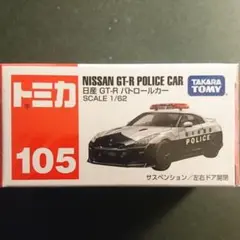 トミカ
NISSAN GT-R POLICE CAR
日産 GT-R パトロールカー
SCALE 1/62
TAKARA TOMY
105
POLICE
サスペンション／左右ドア開閉